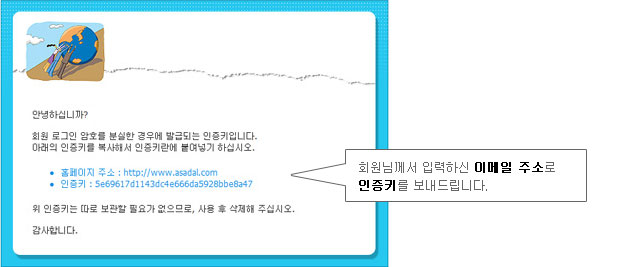 안녕하십니까?
회원 로그인 암호를 분실한 경우에 발급되는 인증키입니다.
아래의 인증키를 복사해서 인증키란에 붙여넣기 하십시오.
• 홈페이지 주소 : http://www.asadal.com
• 인증키 : 5e69617d1143dc4e666da5928bbe8a47
위 인증키는 따로 보관할 필요가 없으므로, 사용 후 삭제해 주십시오.
감사합니다.
회원님께서 입력하신 이메일 주소로
인증키를 보내드립니다.